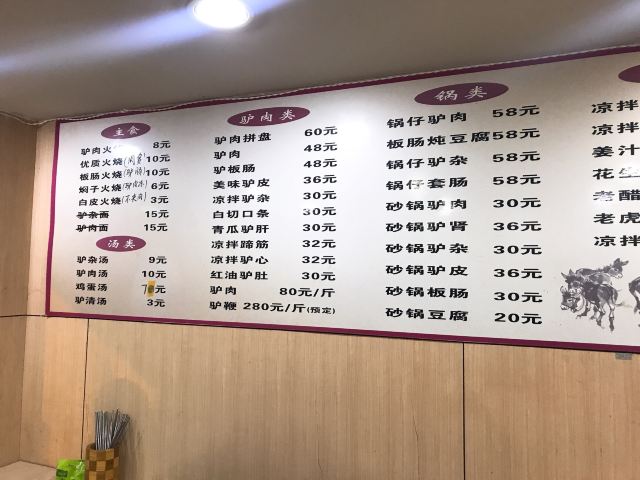 主食
驴肉火 8元
优质火烧 10元
板肠火烧(驴肠) 10元
焖子火烧 6元
白皮火烧(不夹肉) 3元
驴杂面 15元
驴肉面 15元
汤类
驴杂汤 9元
驴肉汤 10元
鸡蛋汤 元
驴清汤 3元
驴肉类
驴肉拼盘 60元
驴肉 48元
驴板肠 48元
美味驴皮 36元
凉拌驴杂 30元
白切口条 30元
青瓜驴肝 30元
凉拌蹄筋 32元
凉拌驴心 32元
红油驴肚 30元
驴肉 80元/斤
驴鞭 280元/斤(预定)
锅类
锅仔驴肉 58元
板肠炖豆腐 58元
锅仔驴杂 58元
锅仔套肠 58元
砂锅驴肉 30元
砂锅驴肾 36元
砂锅驴杂 30元
砂锅驴皮 36元
砂锅板肠 30元
砂锅豆腐 20元
凉拌
凉拌
姜汁
花生
老醋
老虎
凉拌